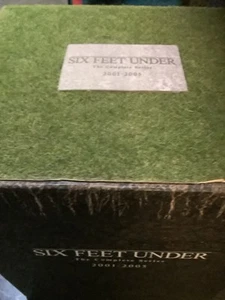 SIX FEET UNDER
The Complete Series
2001-2005
SIX FEET UNDER
The Complete Series
2001-2005